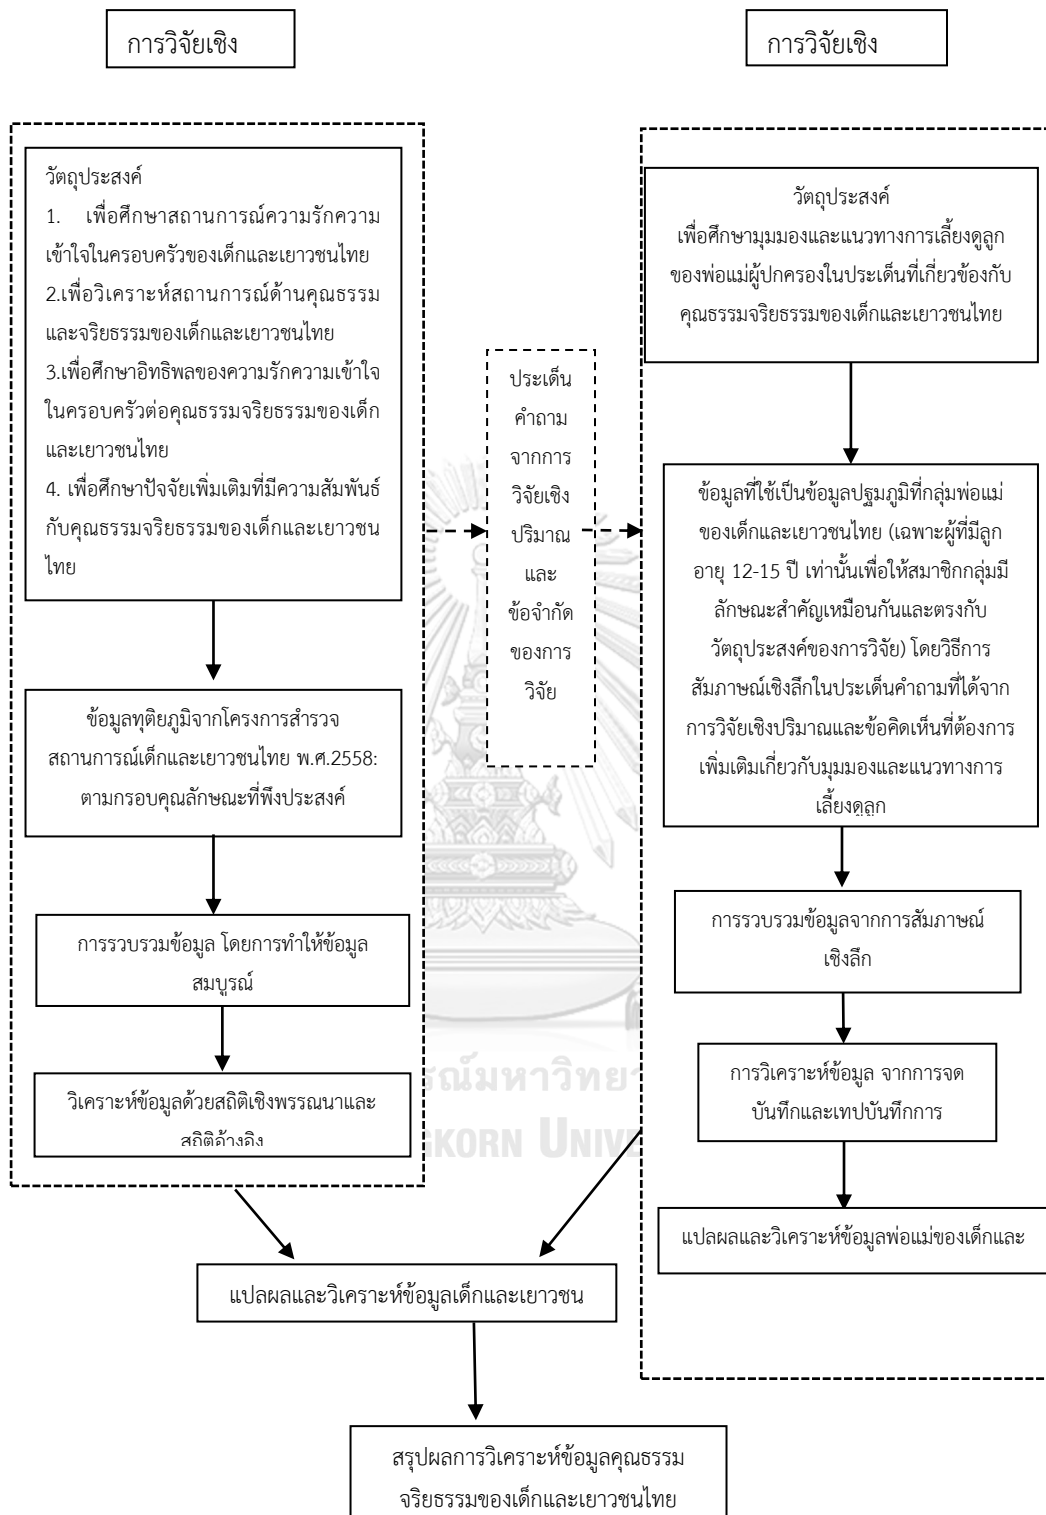 การวิจัยเชิง
วัตถุประสงค์
1. เพื่อศึกษาสถานการณ์ความรักความ
เข้าใจในครอบครัวของเด็กและเยาวชนไทย
2.เพื่อวิเคราะห์สถานการณ์ด้านคุณธรรม
และจริยธรรมของเด็กและเยาวชนไทย
3.เพื่อศึกษาอิทธิพลของความรักความเข้าใจ
ในครอบครัวต่อคุณธรรมจริยธรรมของเด็ก
และเยาวชนไทย
4. เพื่อศึกษาปัจจัยเพิ่มเติมที่มีความสัมพันธ์
กับคุณธรรมจริยธรรมของเด็กและเยาวชน
ไทย
ข้อมูลทุติยภูมิจากโครงการสำรวจ
สถานการณ์เด็กและเยาวชนไทย พ.ศ.2558:
ตามกรอบคุณลักษณะที่พึงประสงค์
การรวบรวมข้อมูล โดยการทำให้ข้อมูล
สมบูรณ์
วิเคราะห์ข้อมูลด้วยสถิติเชิงพรรณนาและ
สถิติอ้างอิง
ประเด็น
คำถาม
จากการ
วิจัยเชิง
ปริมาณ
และ
ข้อจำกัด
ของการ
วิจัย
การวิจัยเชิง
วัตถุประสงค์
เพื่อศึกษามุมมองและแนวทางการเลี้ยงดูลูก
ของพ่อแม่ผู้ปกครองในประเด็นที่เกี่ยวข้องกับ
คุณธรรมจริยธรรมของเด็กและเยาวชนไทย
ข้อมูลที่ใช้เป็นข้อมูลปฐมภูมิที่กลุ่มพ่อแม่
ของเด็กและเยาวชนไทย (เฉพาะผู้ที่มีลูก
อายุ 12-15 ปี เท่านั้นเพื่อให้สมาชิกกลุ่มมี
ลักษณะสำคัญเหมือนกันและตรงกับ
วัตถุประสงค์ของการวิจัย) โดยวิธีการ
สัมภาษณ์เชิงลึกในประเด็นคำถามที่ได้จาก
การวิจัยเชิงปริมาณและข้อคิดเห็นที่ต้องการ
เพิ่มเติมเกี่ยวกับมุมมองและแนวทางการ
เลี้ยงดูลูก
การรวบรวมข้อมูลจากการสัมภาษณ์
เชิงลึก
การวิเคราะห์ข้อมูล จากการจด
บันทึกและเทปบันทึกการ
แปลผลและวิเคราะห์ข้อมูลพ่อแม่ของเด็กและ
แปลผลและวิเคราะห์ข้อมูลเด็กและเยาวชน
สรุปผลการวิเคราะห์ข้อมูลคุณธรรม
จริยธรรมของเด็กและเยาวชนไทย